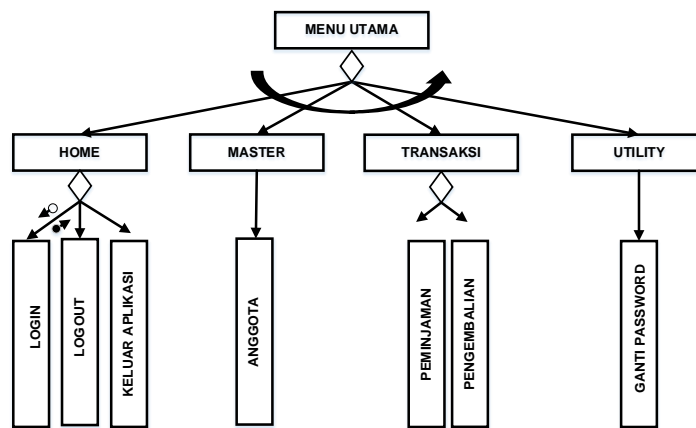 MENU UTAMA
HOME
MASTER
TRANSAKSI
UTILITY
LOGIN
LOGOUT
KELUAR APLIKASI
ANGGOTA
PEMINJAMAN
PENGEMBALIAN
GANTI PASSWORD